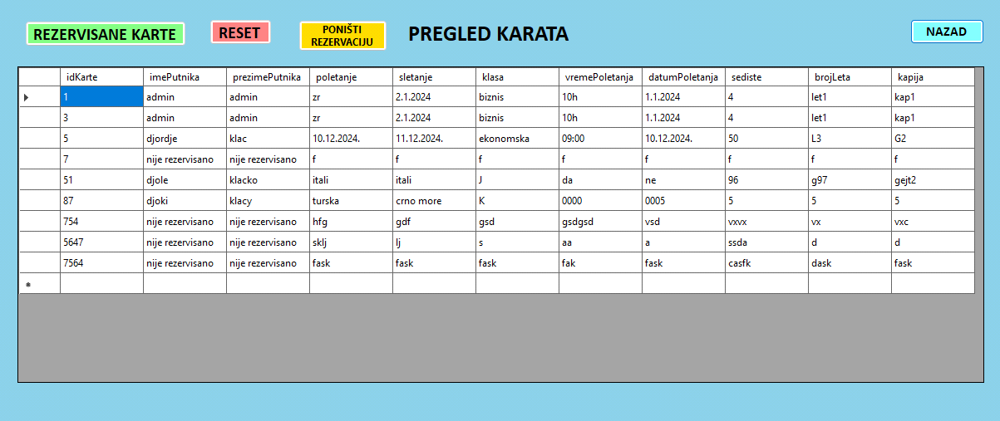 REZERVISANE KARTE RESET PONIŠTI REZERVACIJU PREGLED KARATA NAZAD
idKarte imePutnika prezimePutnika poletanje sletanje klasa vremePoletanja datumPoletanja sediste brojLeta kapija
1 admin admin zr 2.1.2024 biznis 10h 1.1.2024 4 let1 kap1
3 admin admin zr 2.1.2024 biznis 10h 1.1.2024 4 let1 kap1
5 djordje klac 10.12.2024. 11.12.2024. ekonomska 09:00 10.12.2024. 50 L3 G2
7 nije rezervisano nije rezervisano f f f f f f f f
51 djole klacko itali itali J da ne 96 g97 gejt2
87 djoki klacy turska crno more K 0000 0005 5 5 5
754 nije rezervisano nije rezervisano hfg gdf gsd gsdgsd vsd vxvx vx vxc
5647 nije rezervisano nije rezervisano sklj lj s aa a ssda d d
7564 nije rezervisano nije rezervisano fask fask fask fak fask casfk dask fask